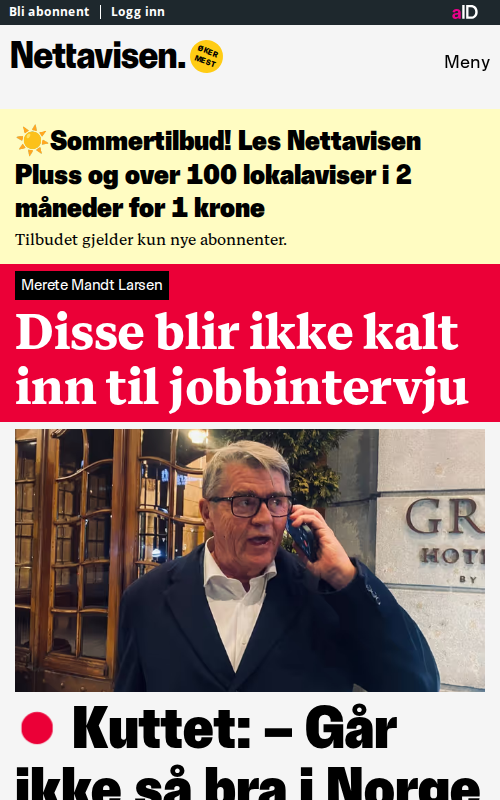 Bli abonnent | Logg inn
aID
Nettavisen.
ØKER
MEST
Meny
Sommertilbud! Les Nettavisen
Pluss og over 100 lokalaviser i 2
måneder for 1 krone
Tilbudet gjelder kun nye abonnenter.
Merete Mandt Larsen
Disse blir ikke kalt
inn til jobbintervju
GR
HOT
BY
Kuttet: – Går
ikke så bra i Norge